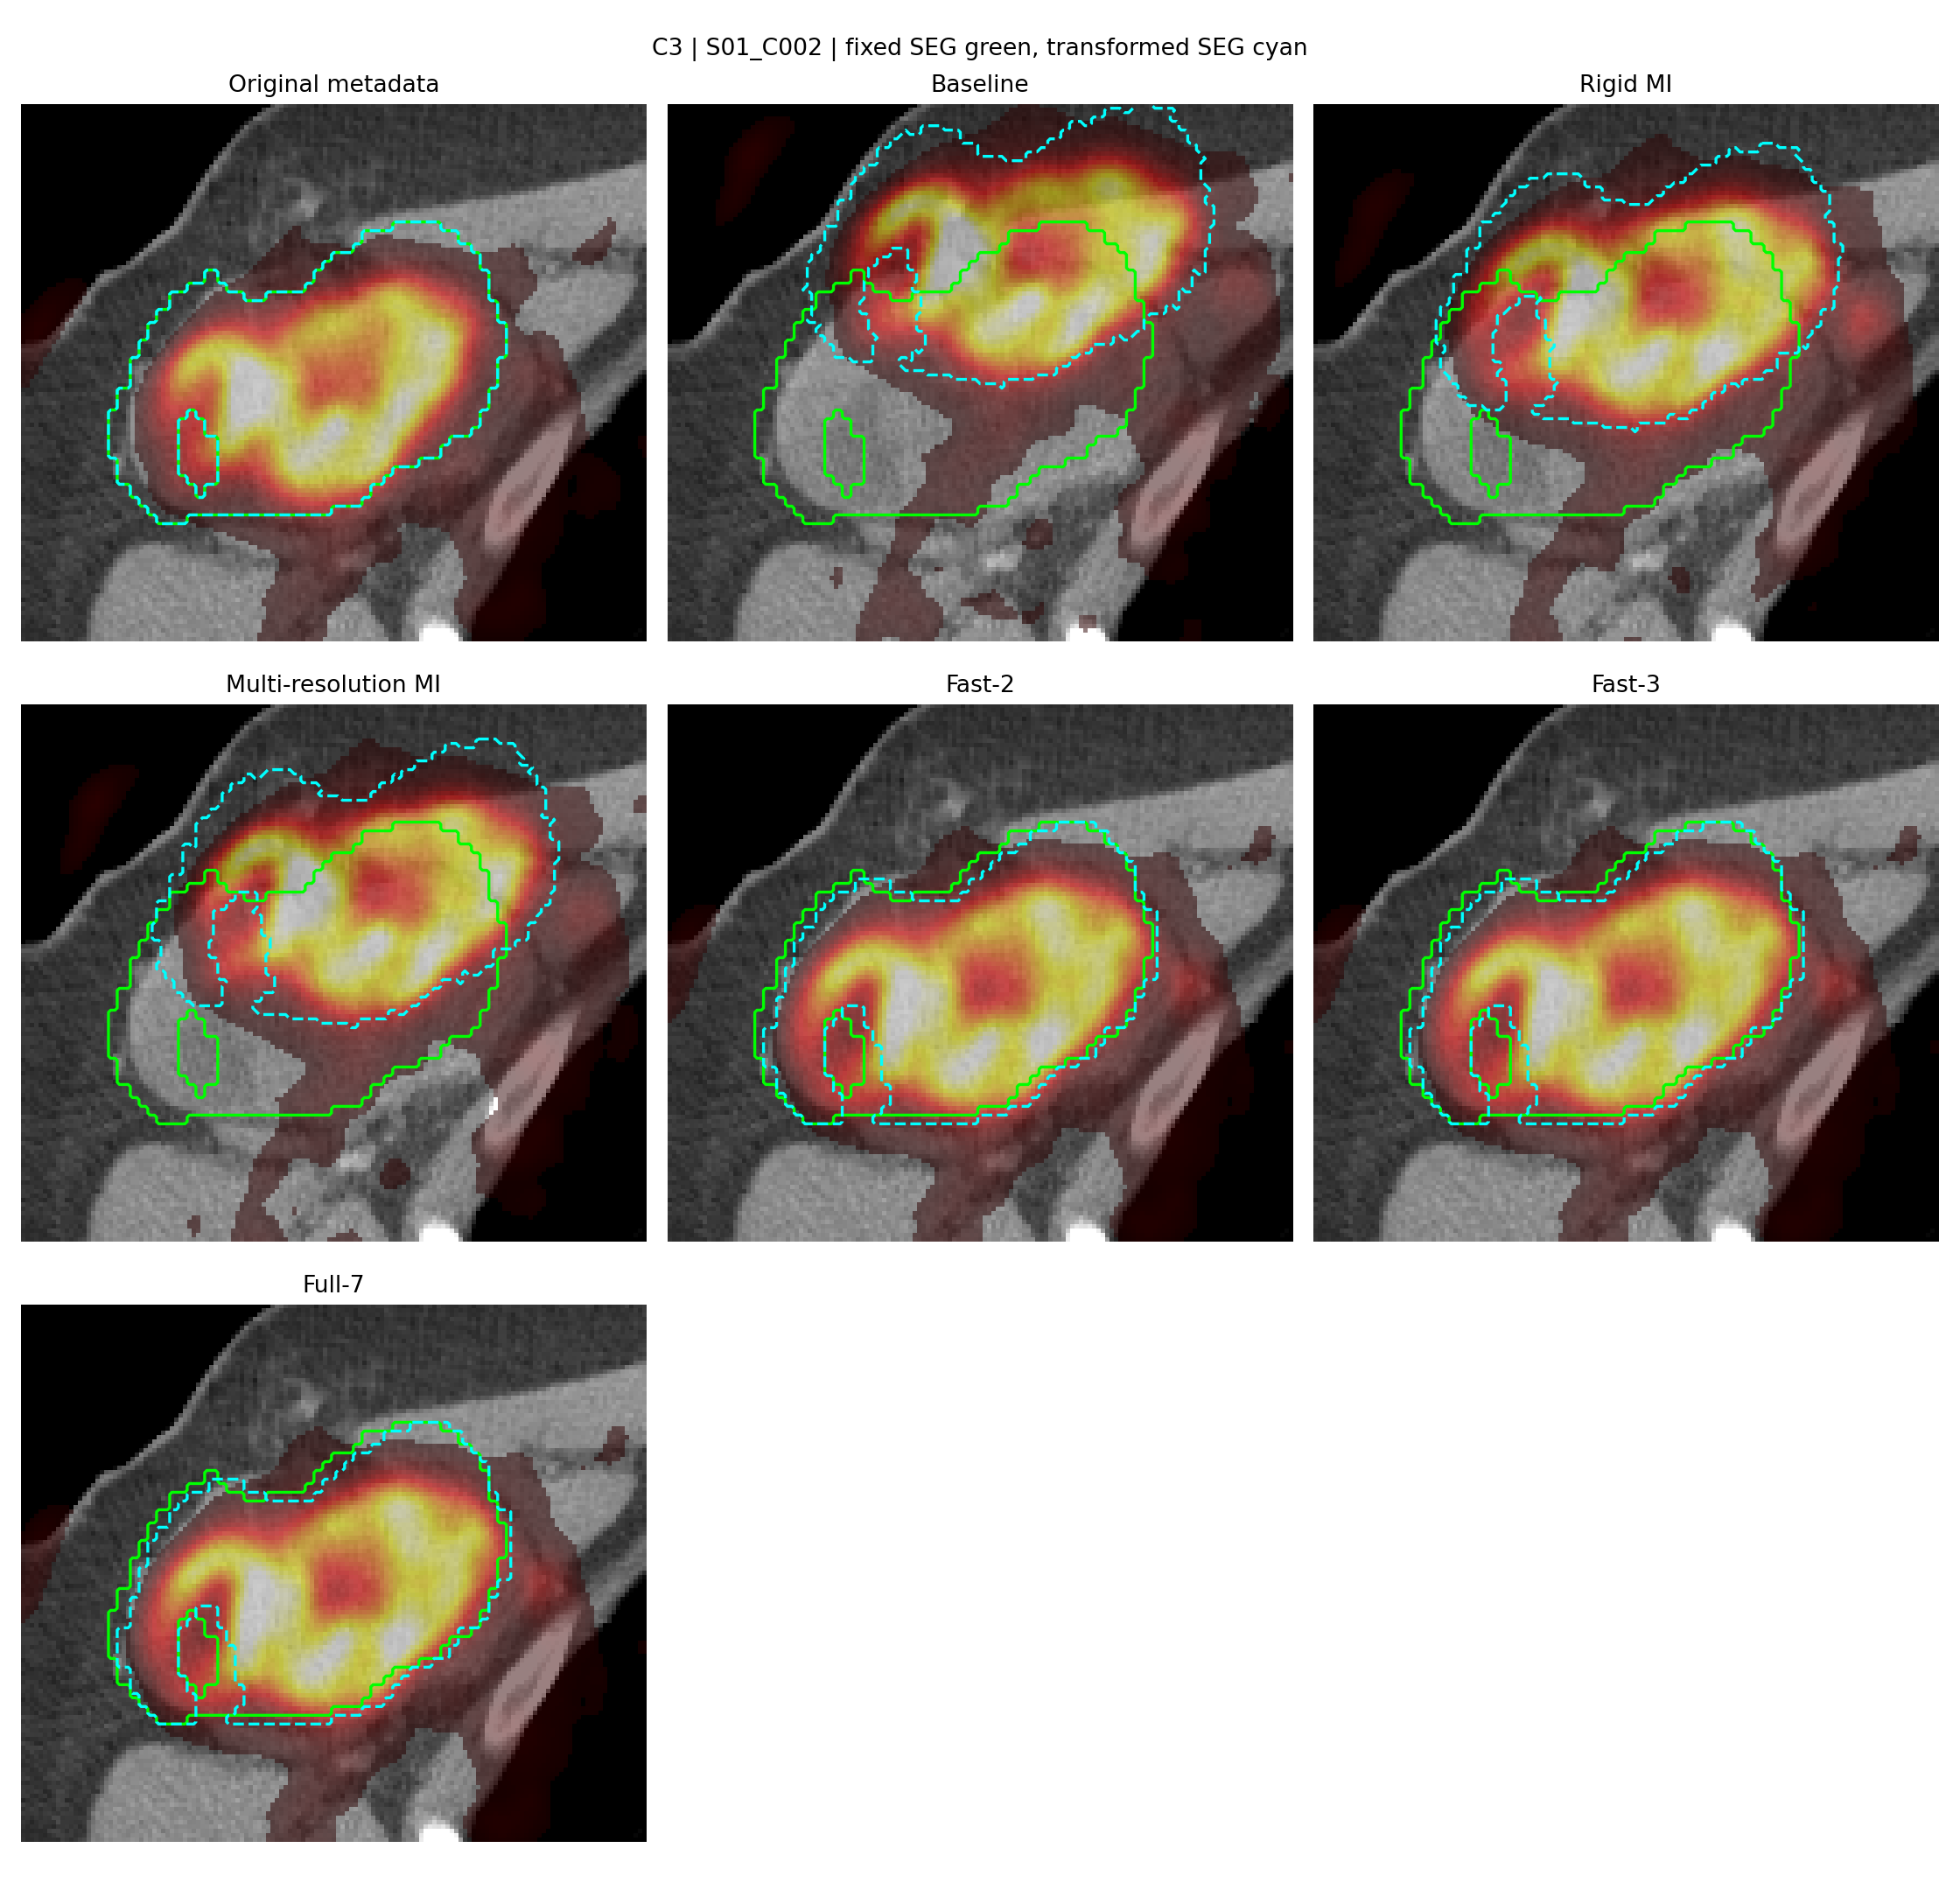 C3 | S01_C002 | fixed SEG green, transformed SEG cyan
Original metadata
Baseline
Rigid MI
Multi-resolution MI
Fast-2
Fast-3
Full-7